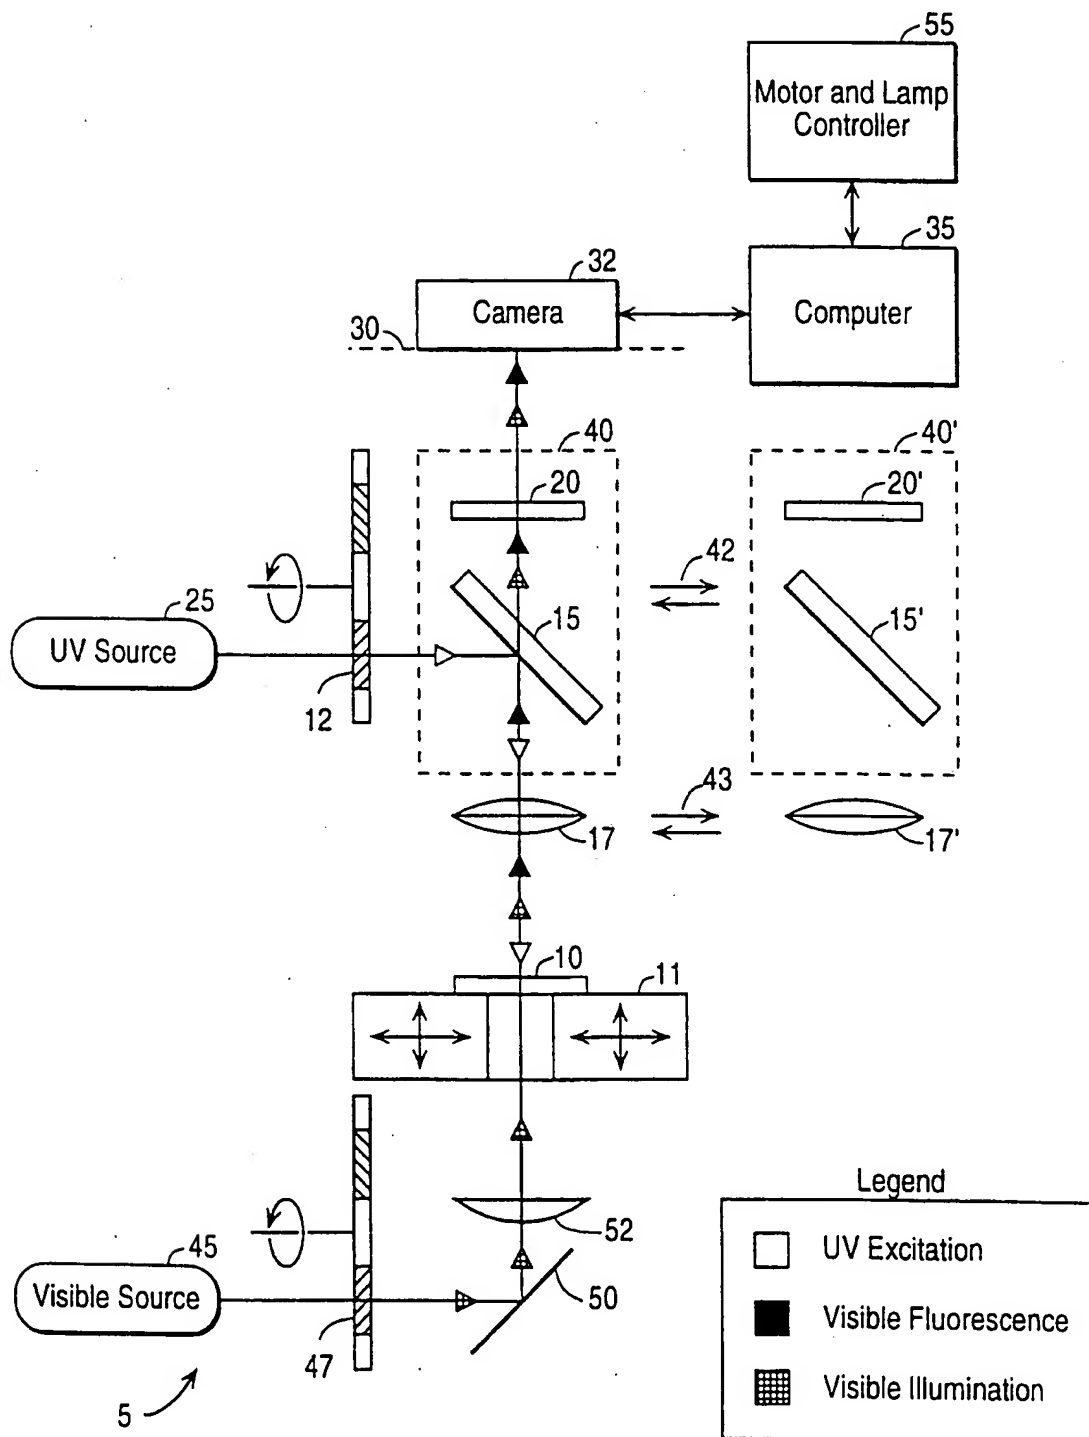 55
Motor and Lamp
Controller
35
Computer
32
Camera
30
40
40'
20
20'
42
25
UV Source
15
15'
12
43
17
17'
10
11
52
45
Visible Source
50
47
5
Legend
UV Excitation
Visible Fluorescence
Visible Illumination